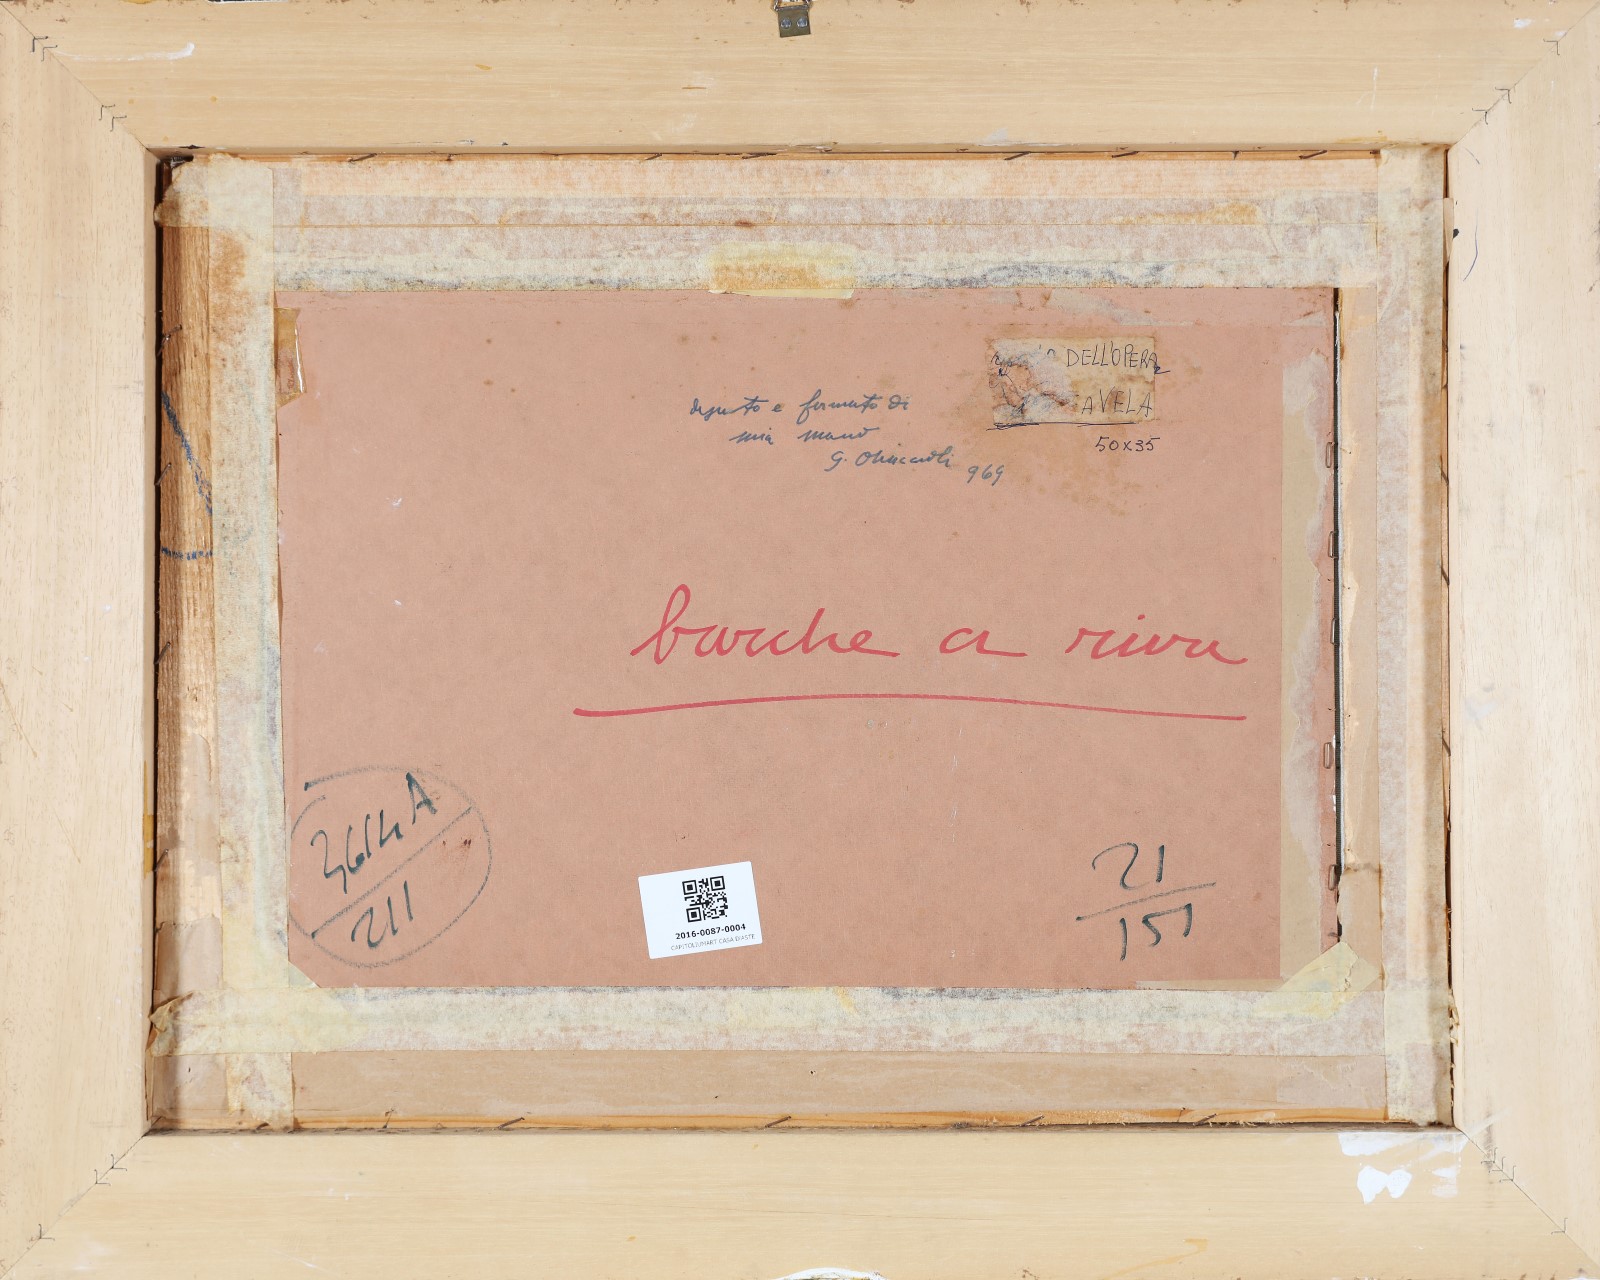 DELL'OPERA
AVELA
50x35
dipinto e firmato di
mia mano
G. Omiccioli 969
barche a riva
3614A
211
2016-0087-0004
CAPITOLIUMART CASA D'ASTE
21
151